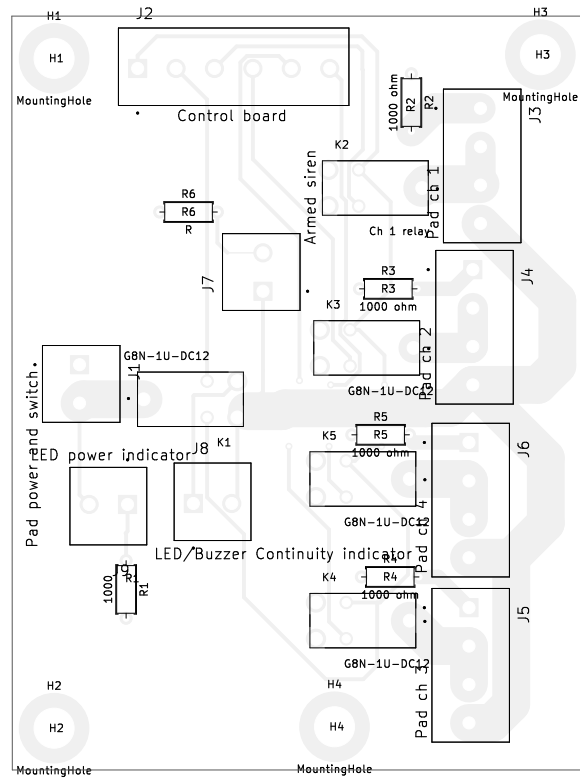 H1
J2
H3
H1
H3
MountingHole
MountingHole
Control board
1000 ohm
R2
R2
J3
K2
Armed siren
Pad ch 1
R6
R6
R
Ch 1 relay
J7
R3
R3
1000 ohm
J4
K3
Pad ch 2
G8N-1U-DC12
J1
G8N-1U-DC12
Pad power and switch
R5
R5
1000 ohm
K5
K1
J8
J6
LED power indicator
G8N-1U-DC12
Pad ch 4
LED/Buzzer Continuity indicator
R4
R4
1000 ohm
K4
J9
1000
R1
R1
J5
G8N-1U-DC12
Pad ch 3
H2
H4
H2
H4
MountingHole
MountingHole